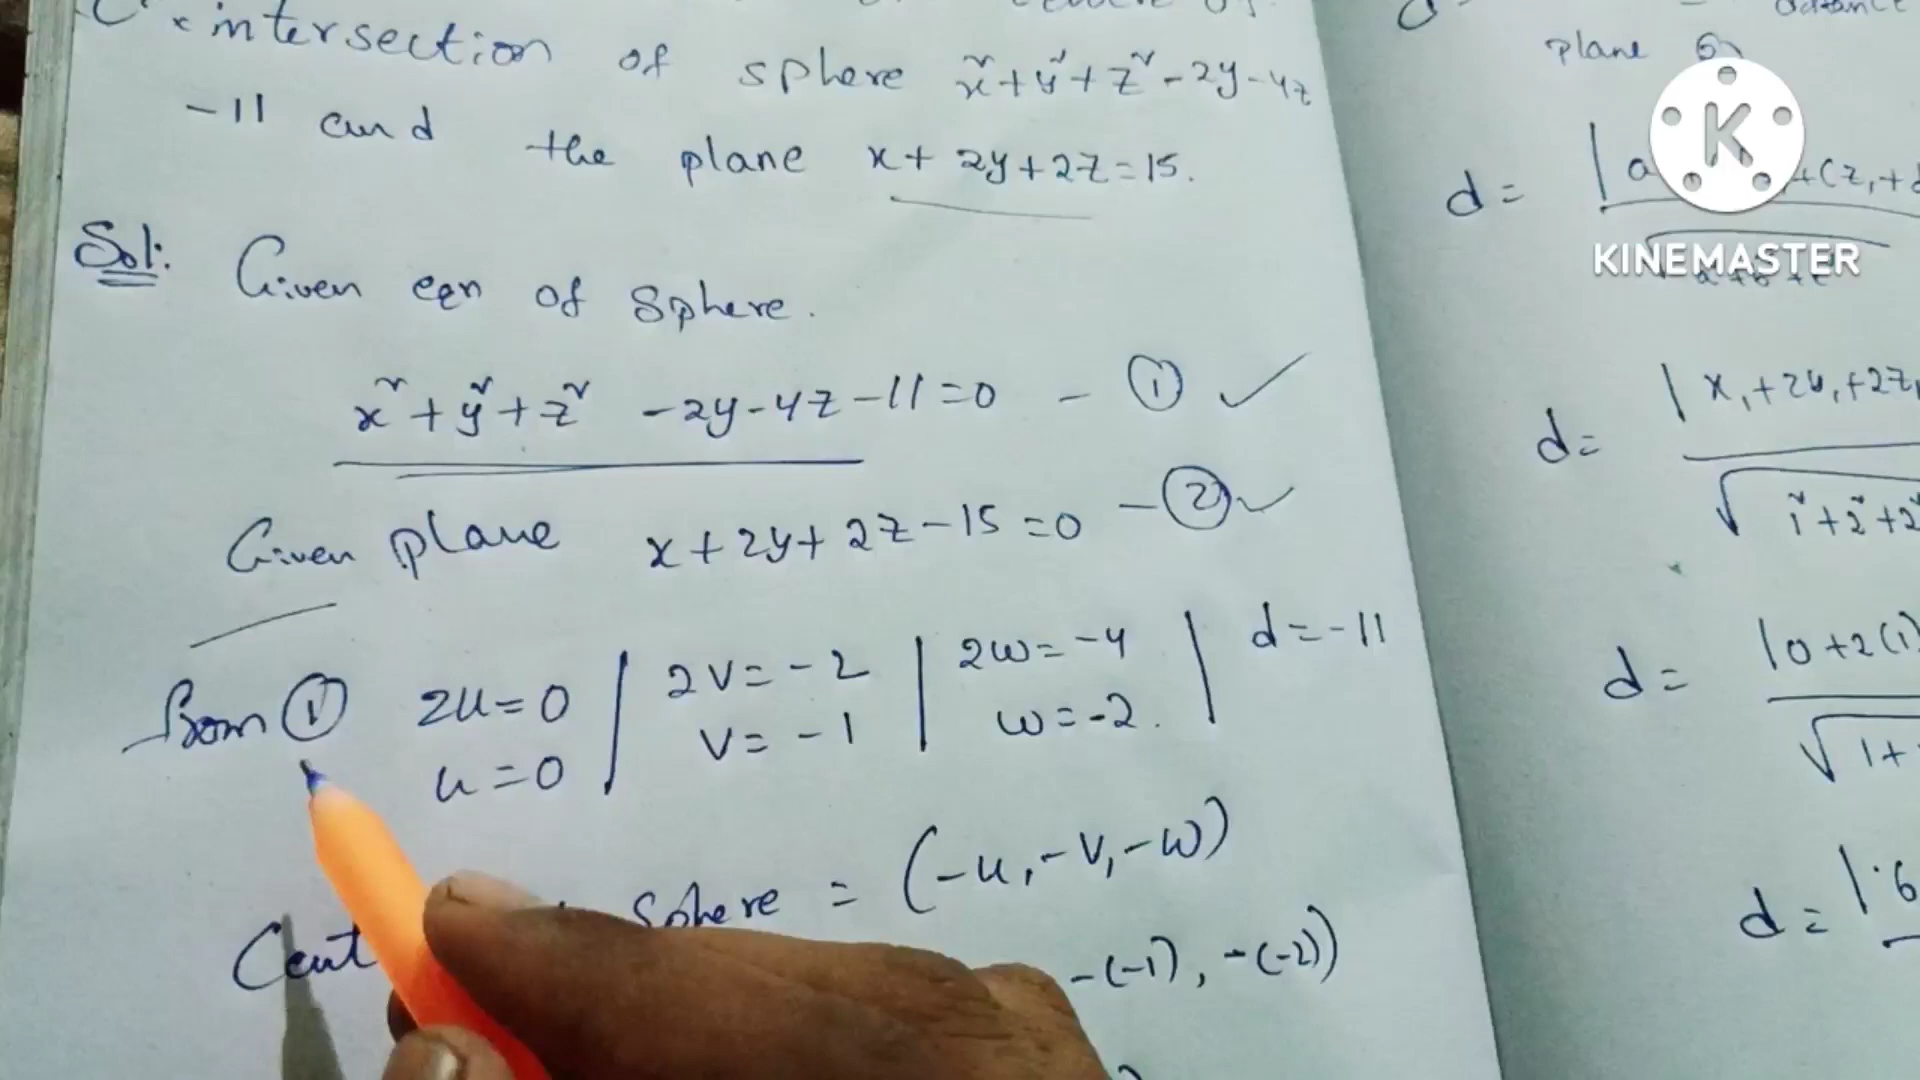 intersection of sphere x²+y²+z²-2y-4z
-11 and the plane x+2y+2z=15.
Sol: Given eqn of sphere.
x²+y²+z² -2y-4z-11=0 - ①
Given plane x+2y+2z-15=0 - ②
From ① 2u=0 | 2v=-2 | 2w=-4 | d=-11
u=0 | v=-1 | w=-2.
Cent sphere = (-u, -v, -w)
-(-1), -(-2))
distance
plane
d=
KINEMASTER
d= |x₁+2y₁+2z₁
√1²+2²+2²
d= |0+2(1)
√1+
d= |6